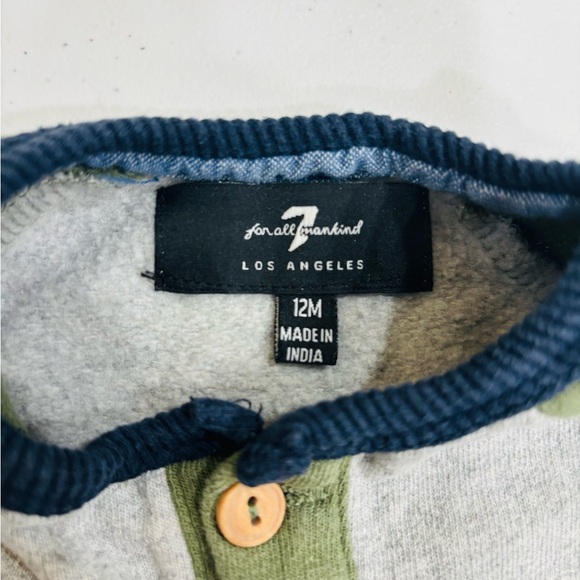 7
for all mankind
LOS ANGELES
12M
MADE IN
INDIA